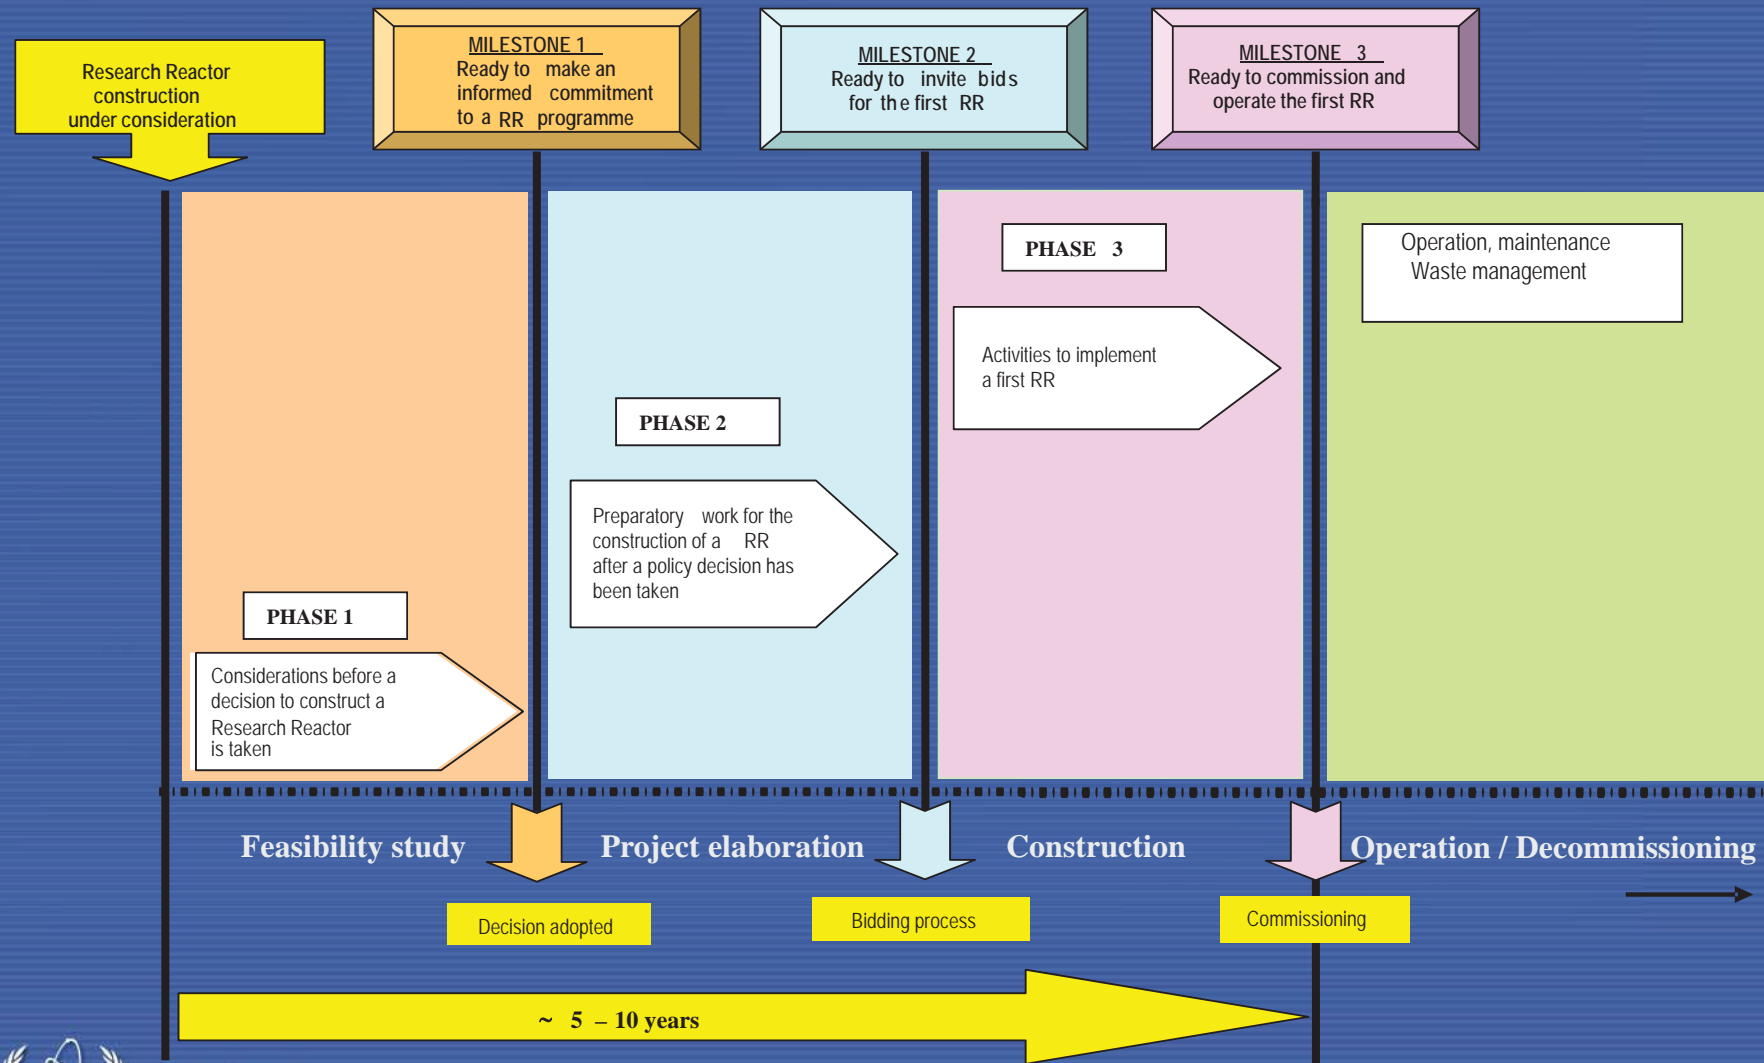 Research Reactor
construction
under consideration
MILESTONE 1
Ready to make an
informed commitment
to a RR programme
MILESTONE 2
Ready to invite bids
for the first RR
MILESTONE 3
Ready to commission and
operate the first RR
PHASE 1
Considerations before a
decision to construct a
Research Reactor
is taken
PHASE 2
Preparatory work for the
construction of a RR
after a policy decision has
been taken
PHASE 3
Activities to implement
a first RR
Operation, maintenance
Waste management
Feasibility study
Project elaboration
Construction
Operation / Decommissioning
Decision adopted
Bidding process
Commissioning
~ 5 – 10 years